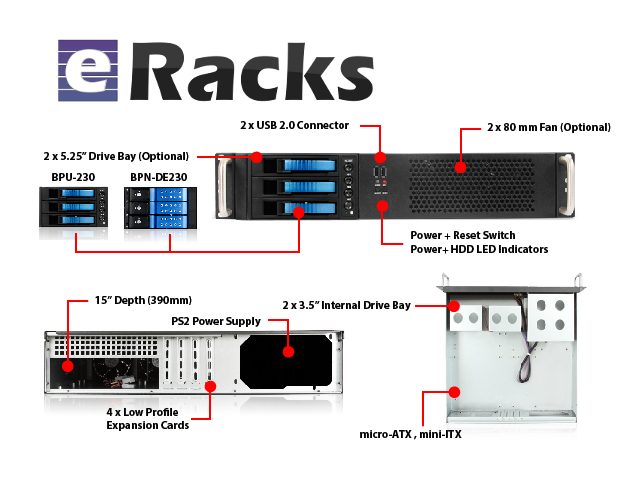 eRacks
2 x USB 2.0 Connector
2 x 80 mm Fan (Optional)
2 x 5.25” Drive Bay (Optional)
BPU-230
BPN-DE230
Power + Reset Switch
Power+ HDD LED Indicators
15” Depth (390mm)
2 x 3.5” Internal Drive Bay
PS2 Power Supply
4 x Low Profile
Expansion Cards
micro-ATX , mini-ITX